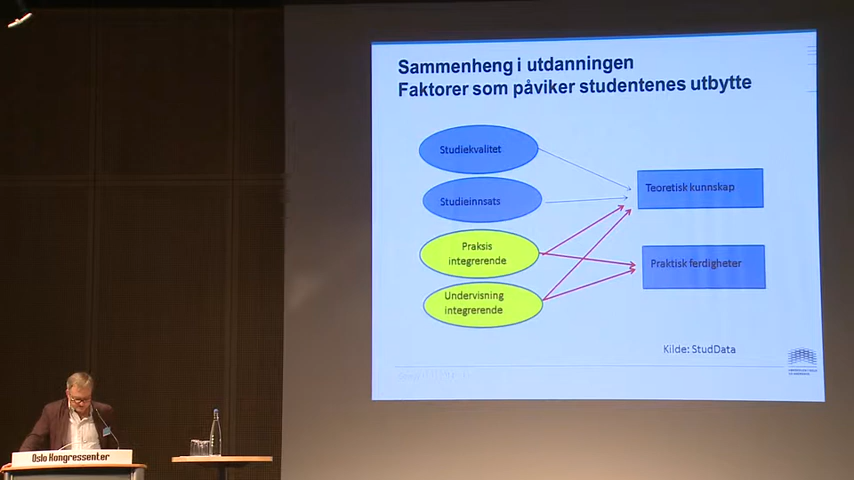 Sammenheng i utdanningen
Faktorer som påviker studentenes utbytte
Studiekvalitet
Studieinnsats
Praksis
integrerende
Undervisning
integrerende
Teoretisk kunnskap
Praktisk ferdigheter
Kilde: StudData
Oslo Kongressenter